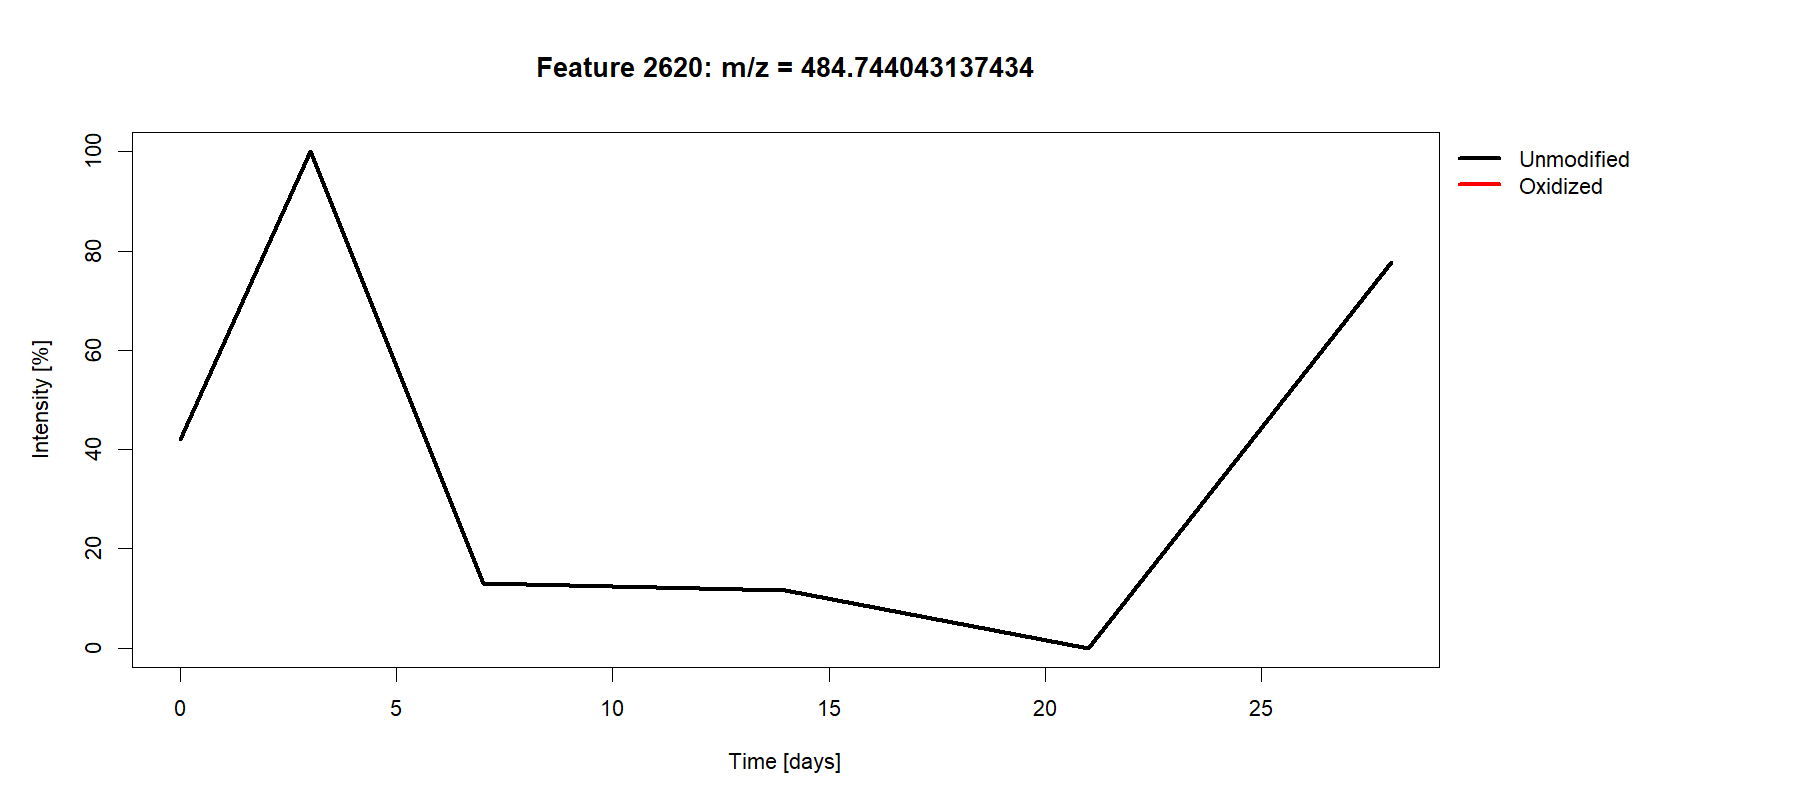 Feature 2620: m/z = 484.744043137434
Unmodified
Oxidized
Intensity [%]
100
80
60
40
20
0
0 5 10 15 20 25
Time [days]